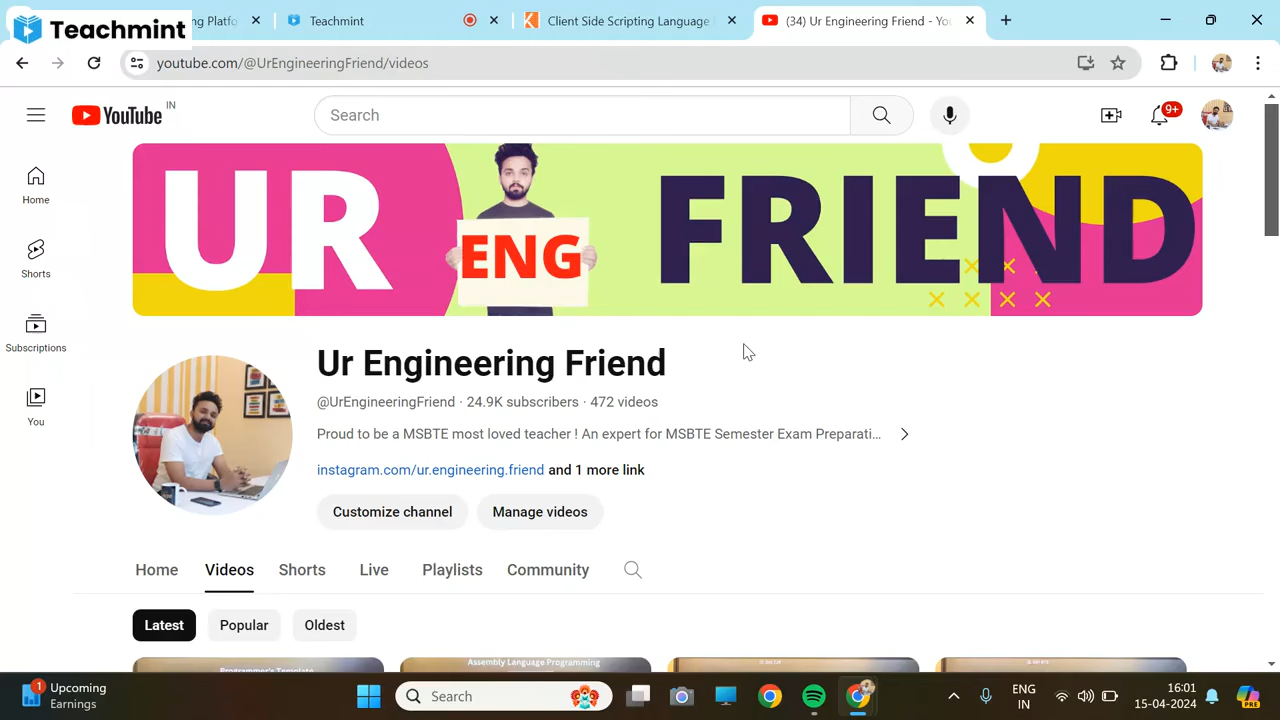 Teachmint
ng Platfo
Teachmint
Client Side Scripting Language
(34) Ur Engineering Friend - Yo
youtube.com/@UrEngineeringFriend/videos
YouTube IN
Search
9+
UR ENG FRIEND
Home
Shorts
Subscriptions
You
Ur Engineering Friend
@UrEngineeringFriend · 24.9K subscribers · 472 videos
Proud to be a MSBTE most loved teacher ! An expert for MSBTE Semester Exam Preparati...
instagram.com/ur.engineering.friend and 1 more link
Customize channel Manage videos
Home Videos Shorts Live Playlists Community
Latest Popular Oldest
Programmer's Template
Assembly Language Programming
1 Upcoming
Earnings
Search
ENG
IN
16:01
15-04-2024
PRE